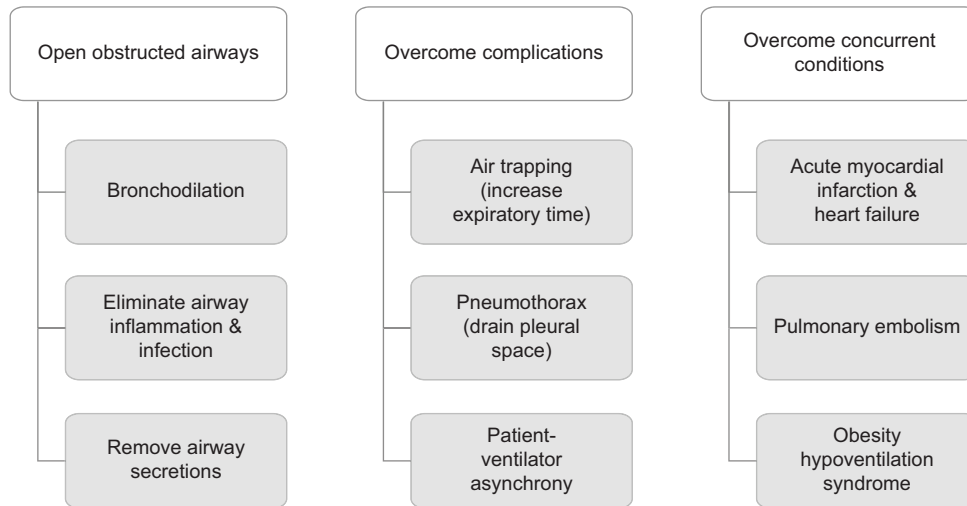 Open obstructed airways
Bronchodilation
Eliminate airway
inflammation &
infection
Remove airway
secretions
Overcome complications
Air trapping
(increase
expiratory time)
Pneumothorax
(drain pleural
space)
Patient-
ventilator
asynchrony
Overcome concurrent
conditions
Acute myocardial
infarction &
heart failure
Pulmonary embolism
Obesity
hypoventilation
syndrome